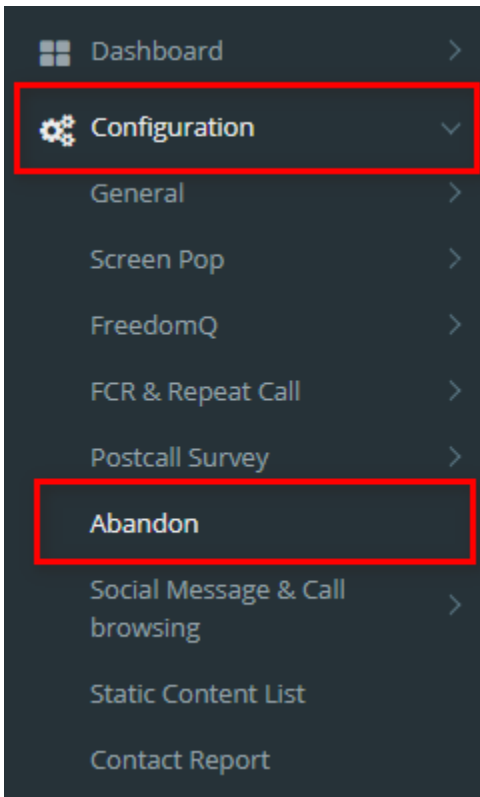 Dashboard
Configuration
General
Screen Pop
FreedomQ
FCR & Repeat Call
Postcall Survey
Abandon
Social Message & Call
browsing
Static Content List
Contact Report